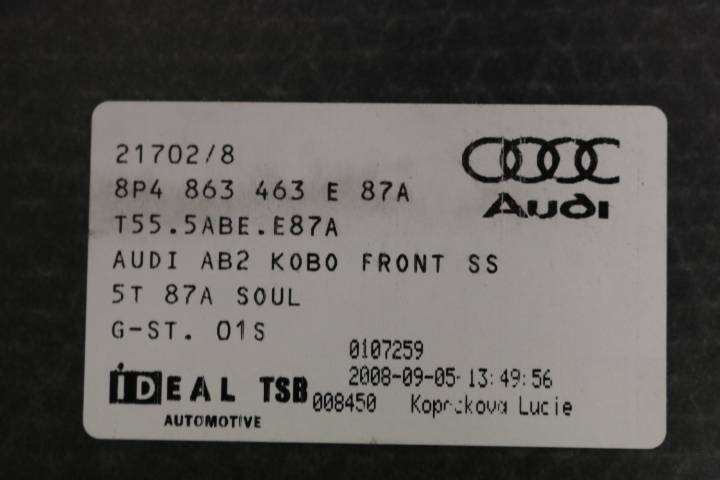 21702/8
8P4 863 463 E 87A
Audi
T55.5ABE.E87A
AUDI AB2 KOBO FRONT SS
5T 87A SOUL
G-ST. 01S
0107259
IDEAL TSB
AUTOMOTIVE
2008-09-05- 13:49:56
008450 Lucie